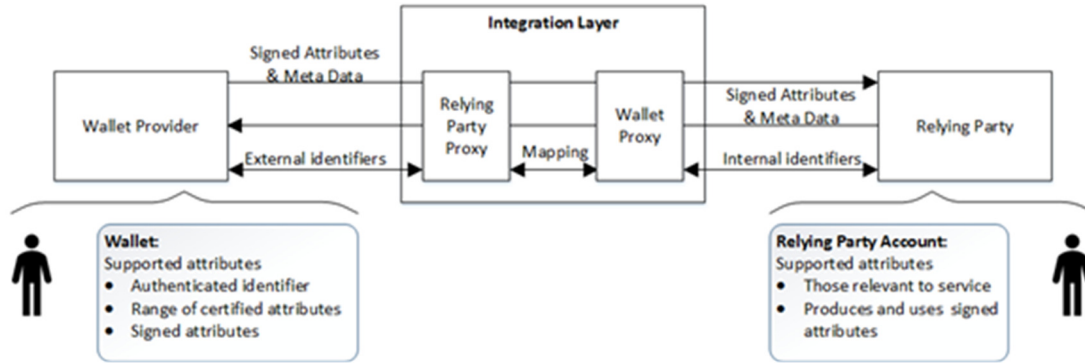 Integration Layer
Signed Attributes
& Meta Data
Wallet Provider
Relying
Party
Proxy
Wallet
Proxy
Signed Attributes
& Meta Data
Relying Party
External identifiers
Mapping
Internal identifiers
Wallet:
Supported attributes
• Authenticated identifier
• Range of certified attributes
• Signed attributes
Relying Party Account:
Supported attributes
• Those relevant to service
• Produces and uses signed
attributes